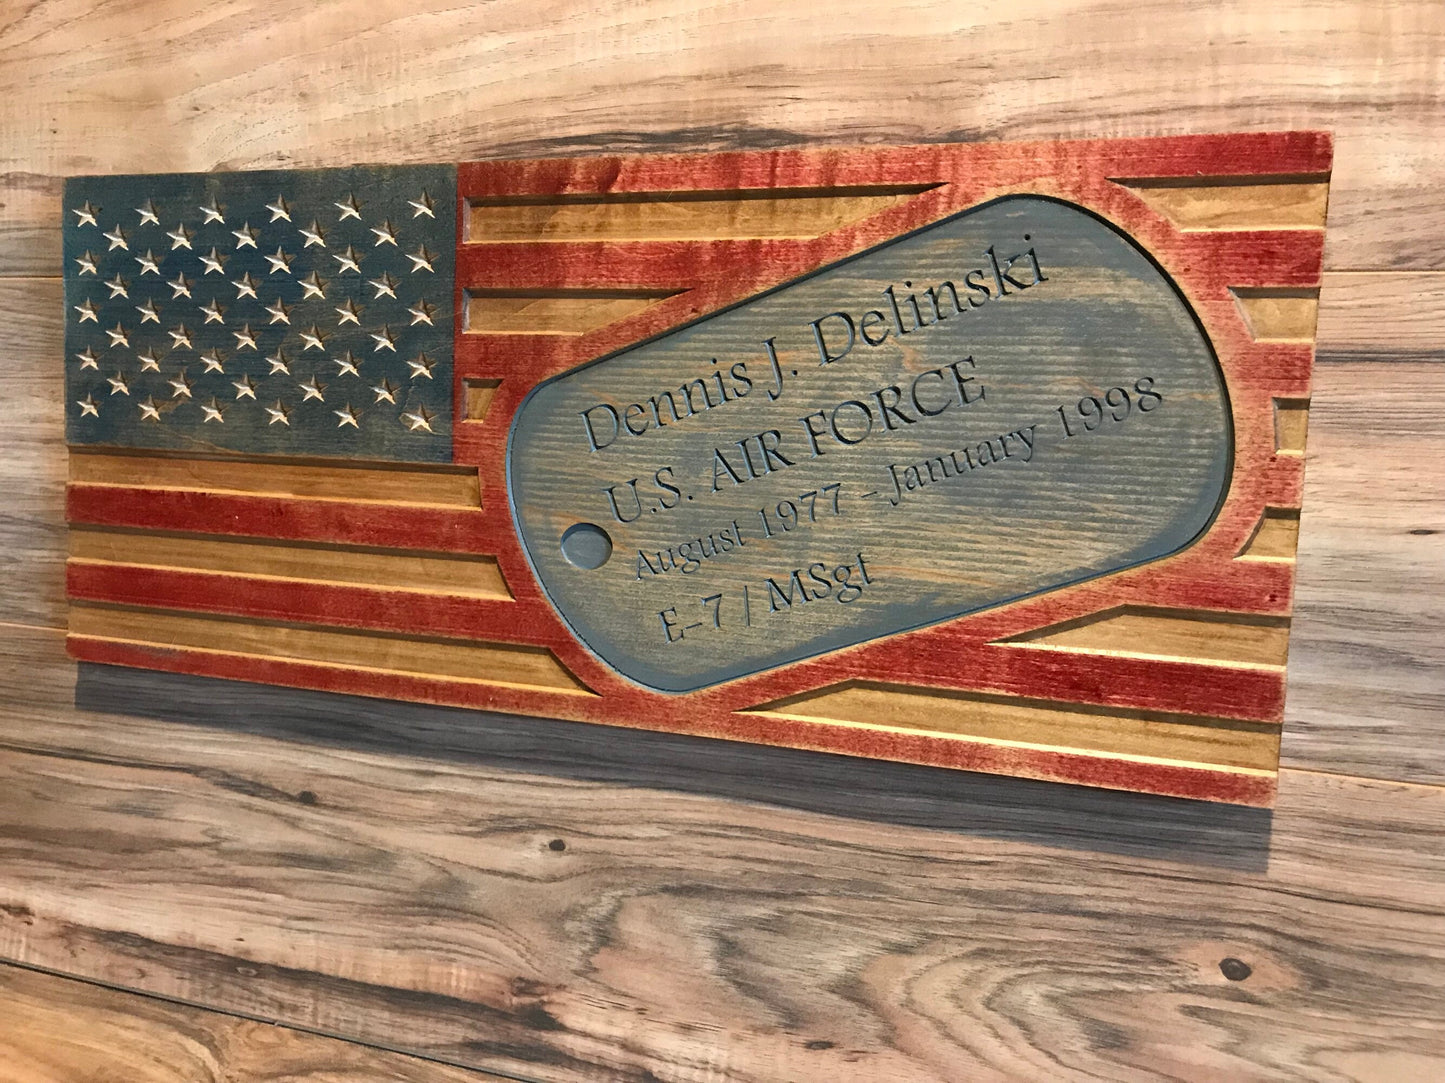 Dennis J. Delinski
U.S. AIR FORCE
August 1977 - January 1998
E-7 / MSgt